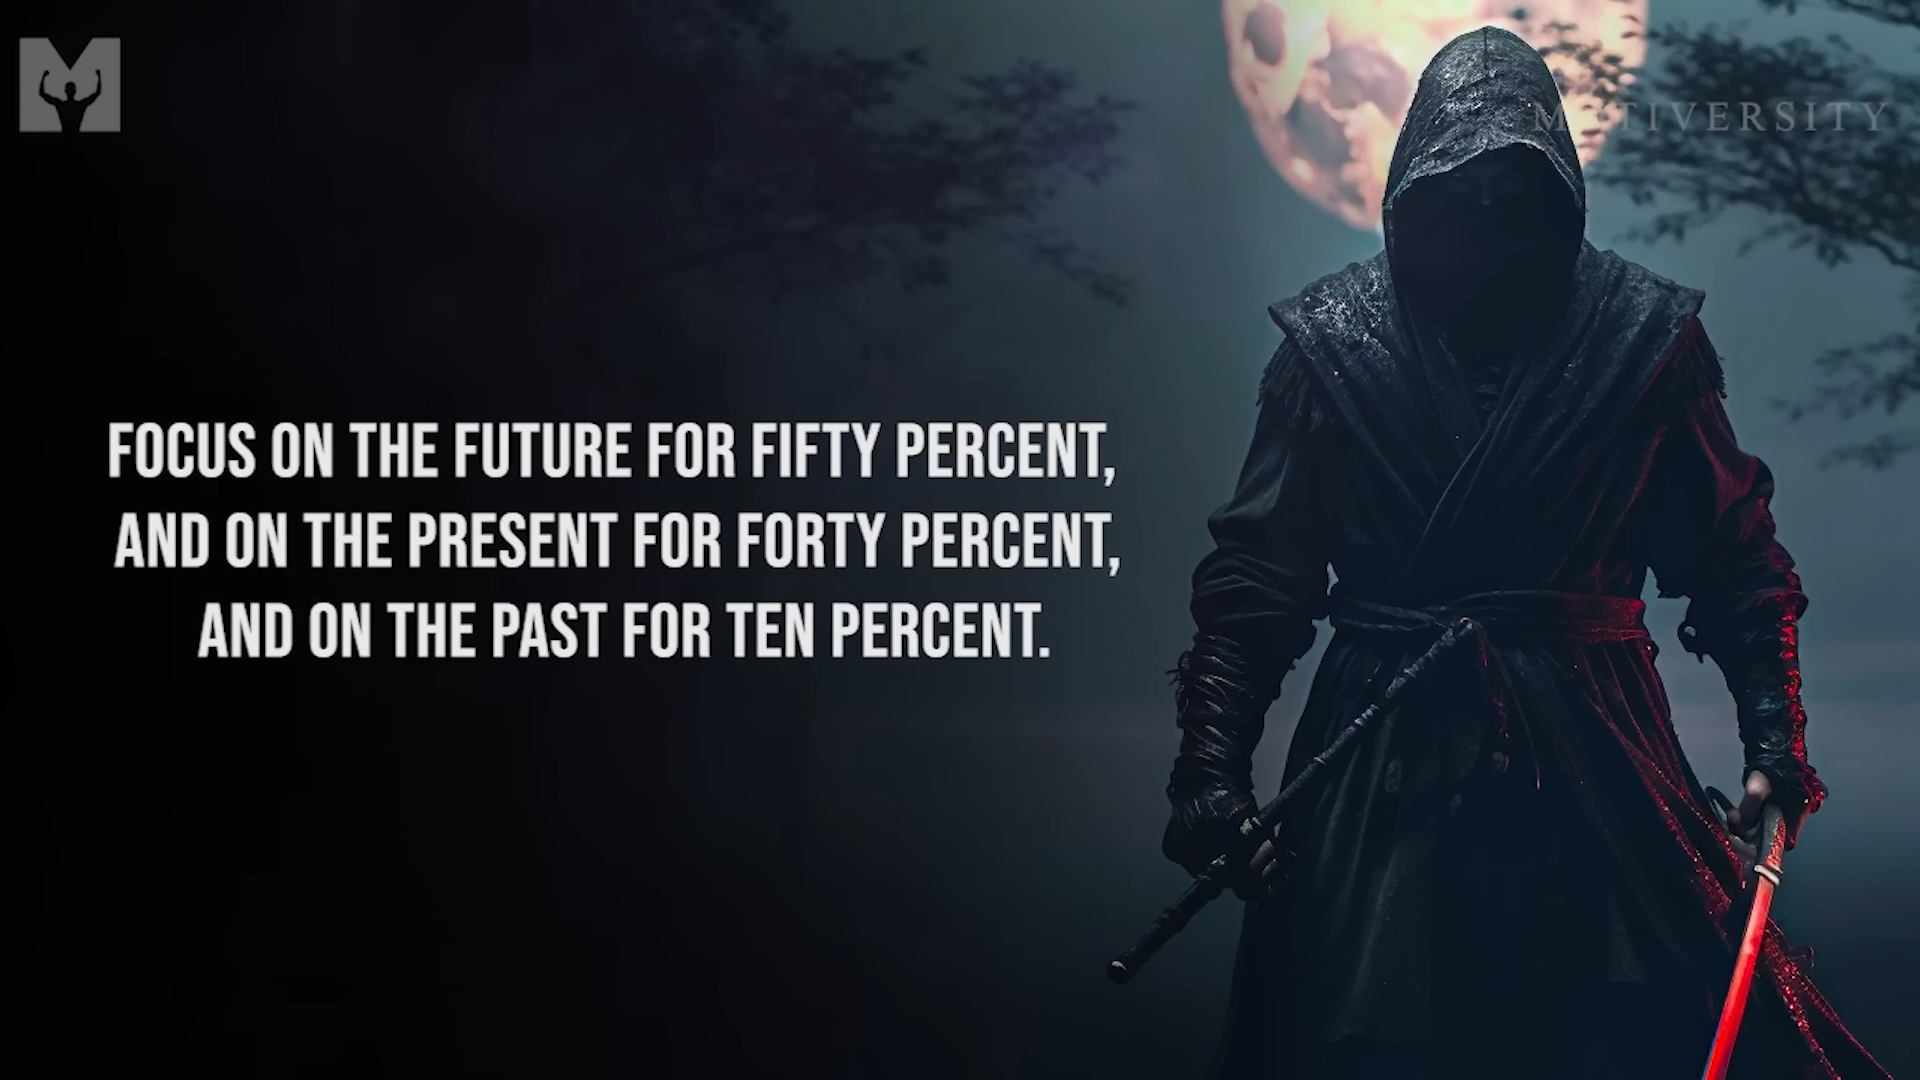 MOTIVERSITY
FOCUS ON THE FUTURE FOR FIFTY PERCENT,
AND ON THE PRESENT FOR FORTY PERCENT,
AND ON THE PAST FOR TEN PERCENT.